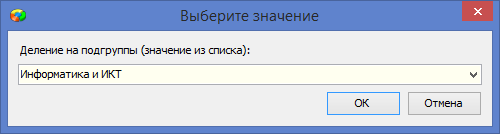 Выберите значение
Деление на подгруппы (значение из списка):
Информатика и ИКТ
ОК
Отмена